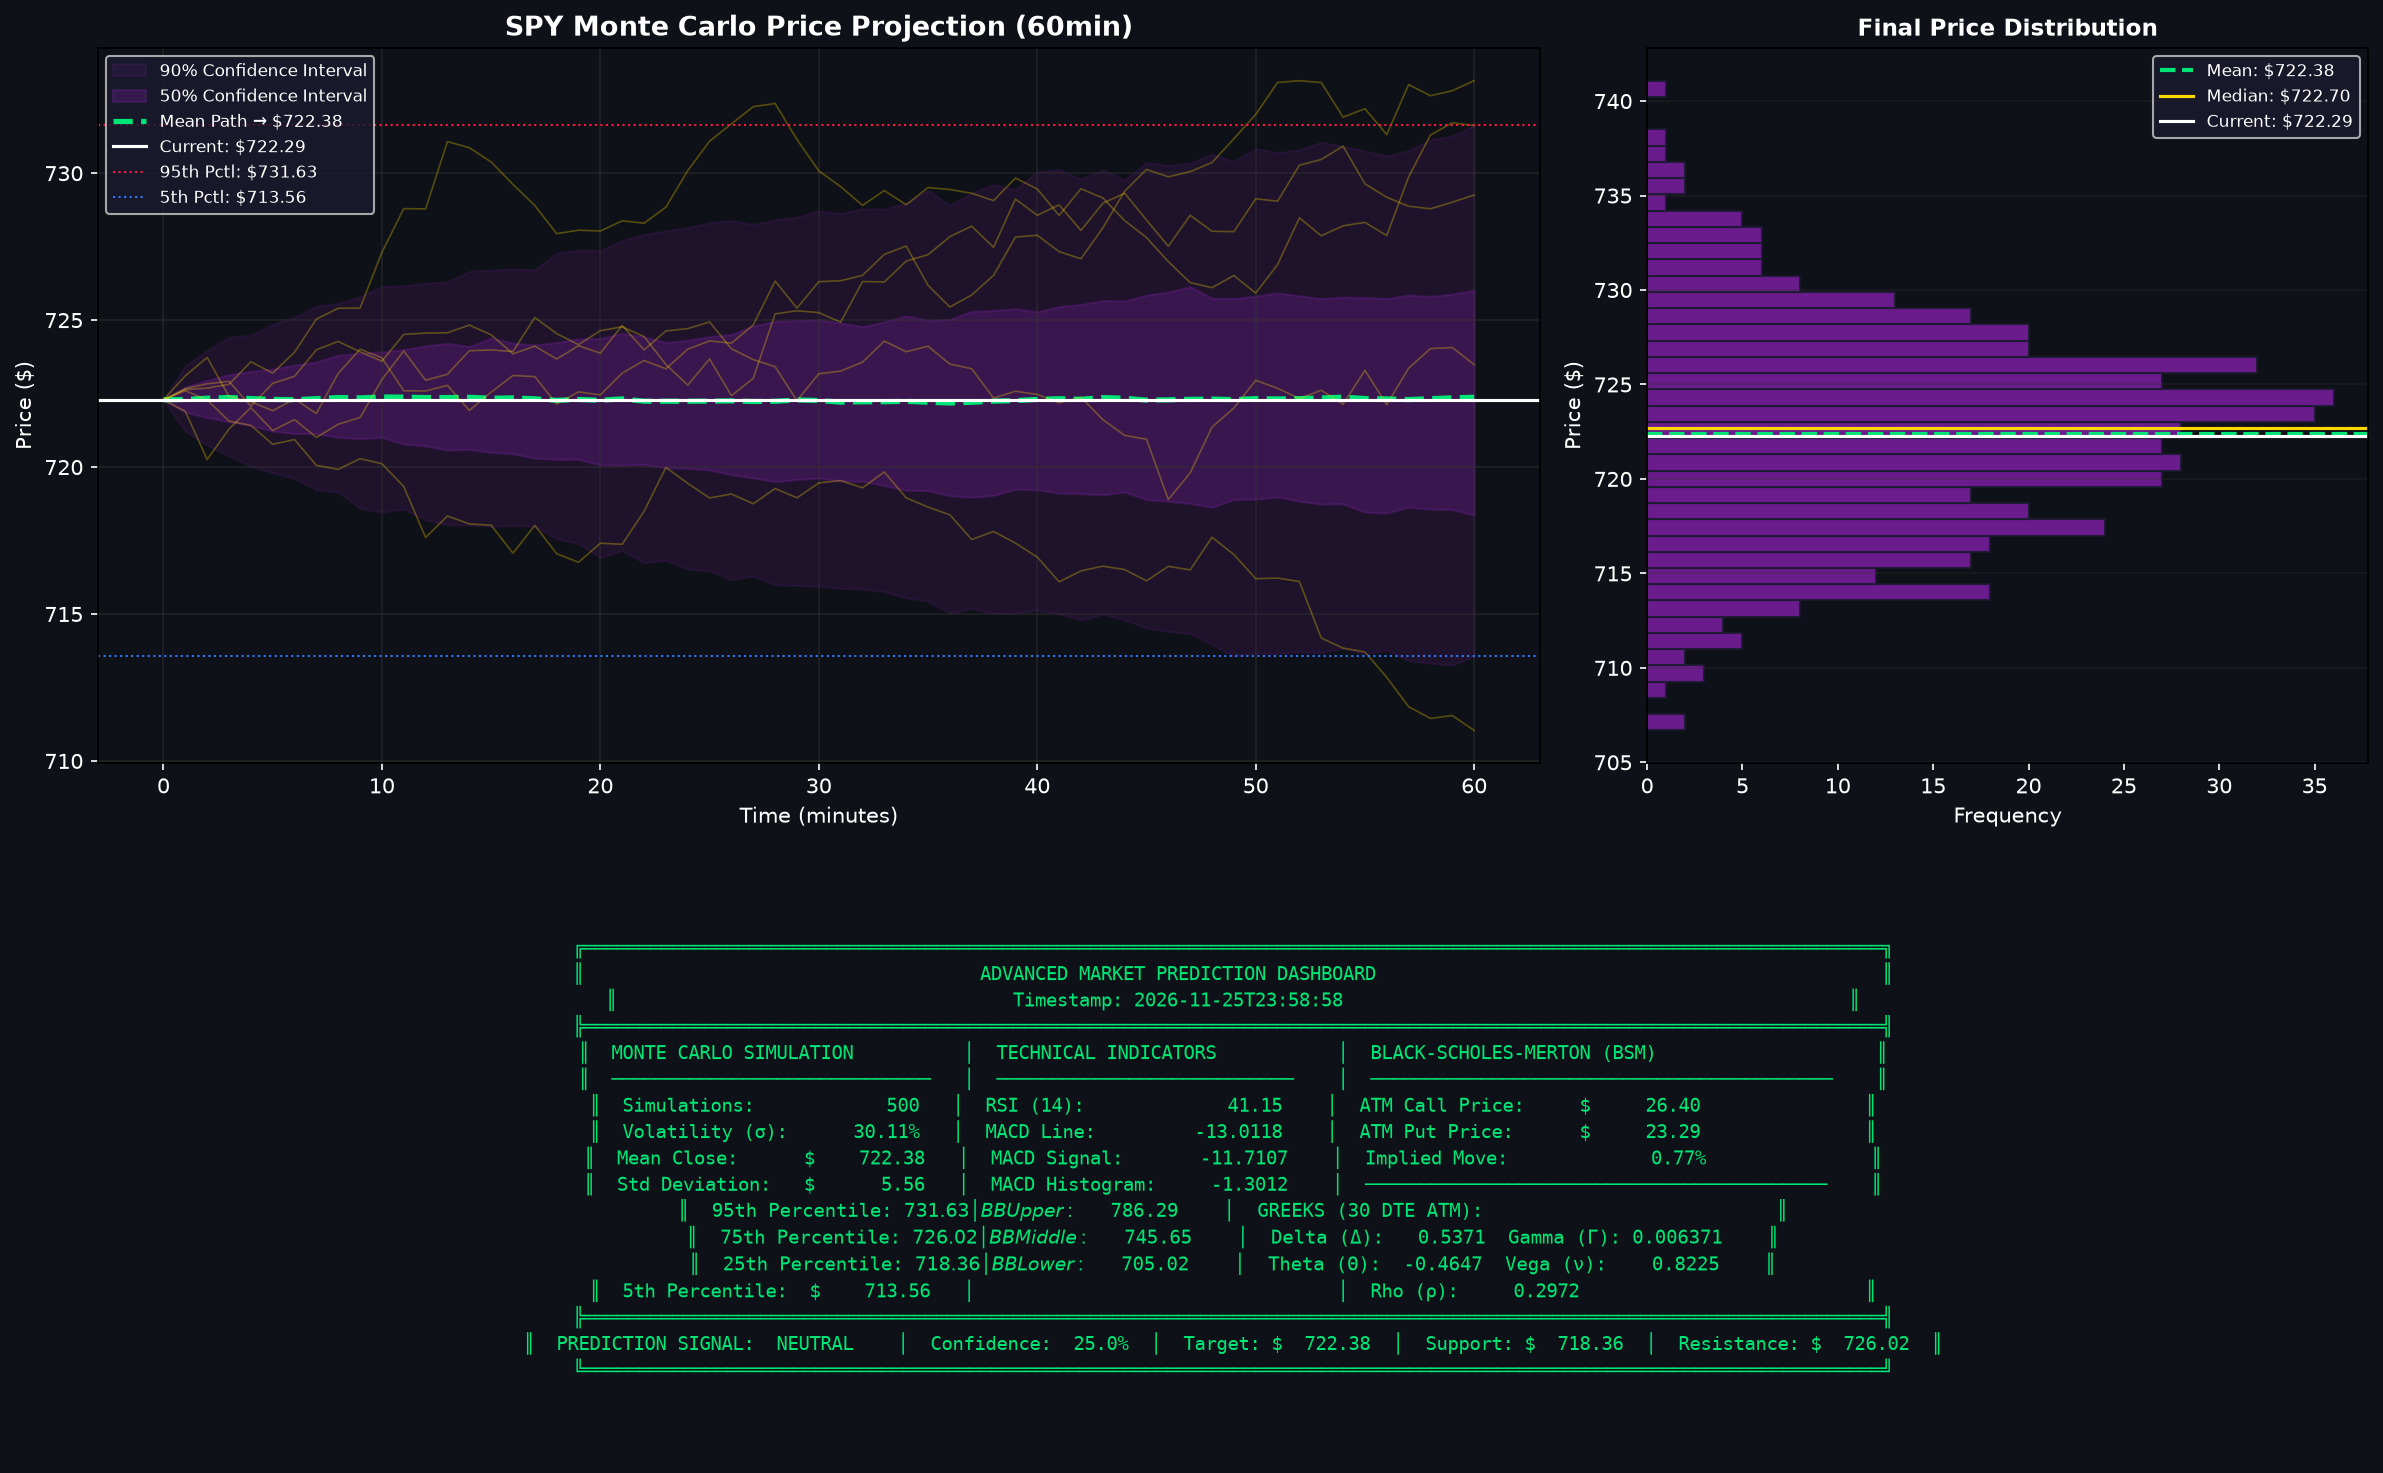 SPY Monte Carlo Price Projection (60min)
90% Confidence Interval
50% Confidence Interval
Mean Path → $722.38
Current: $722.29
95th Pctl: $731.63
5th Pctl: $713.56
Price ($)
730
725
720
715
710
0 10 20 30 40 50 60
Time (minutes)
Final Price Distribution
Mean: $722.38
Median: $722.70
Current: $722.29
Price ($)
740
735
730
725
720
715
710
705
0 5 10 15 20 25 30 35
Frequency
ADVANCED MARKET PREDICTION DASHBOARD
Timestamp: 2026-11-25T23:58:58
MONTE CARLO SIMULATION │ TECHNICAL INDICATORS │ BLACK-SCHOLES-MERTON (BSM)
Simulations: 500 │ RSI (14): 41.15 │ ATM Call Price: $ 26.40
Volatility (σ): 30.11% │ MACD Line: -13.0118 │ ATM Put Price: $ 23.29
Mean Close: $ 722.38 │ MACD Signal: -11.7107 │ Implied Move: 0.77%
Std Deviation: $ 5.56 │ MACD Histogram: -1.3012 │
95th Percentile: 731.63│BBUpper: 786.29 │ GREEKS (30 DTE ATM):
75th Percentile: 726.02│BBMiddle: 745.65 │ Delta (Δ): 0.5371 Gamma (Γ): 0.006371
25th Percentile: 718.36│BBLower: 705.02 │ Theta (Θ): -0.4647 Vega (ν): 0.8225
5th Percentile: $ 713.56 │ │ Rho (ρ): 0.2972
PREDICTION SIGNAL: NEUTRAL │ Confidence: 25.0% │ Target: $ 722.38 │ Support: $ 718.36 │ Resistance: $ 726.02